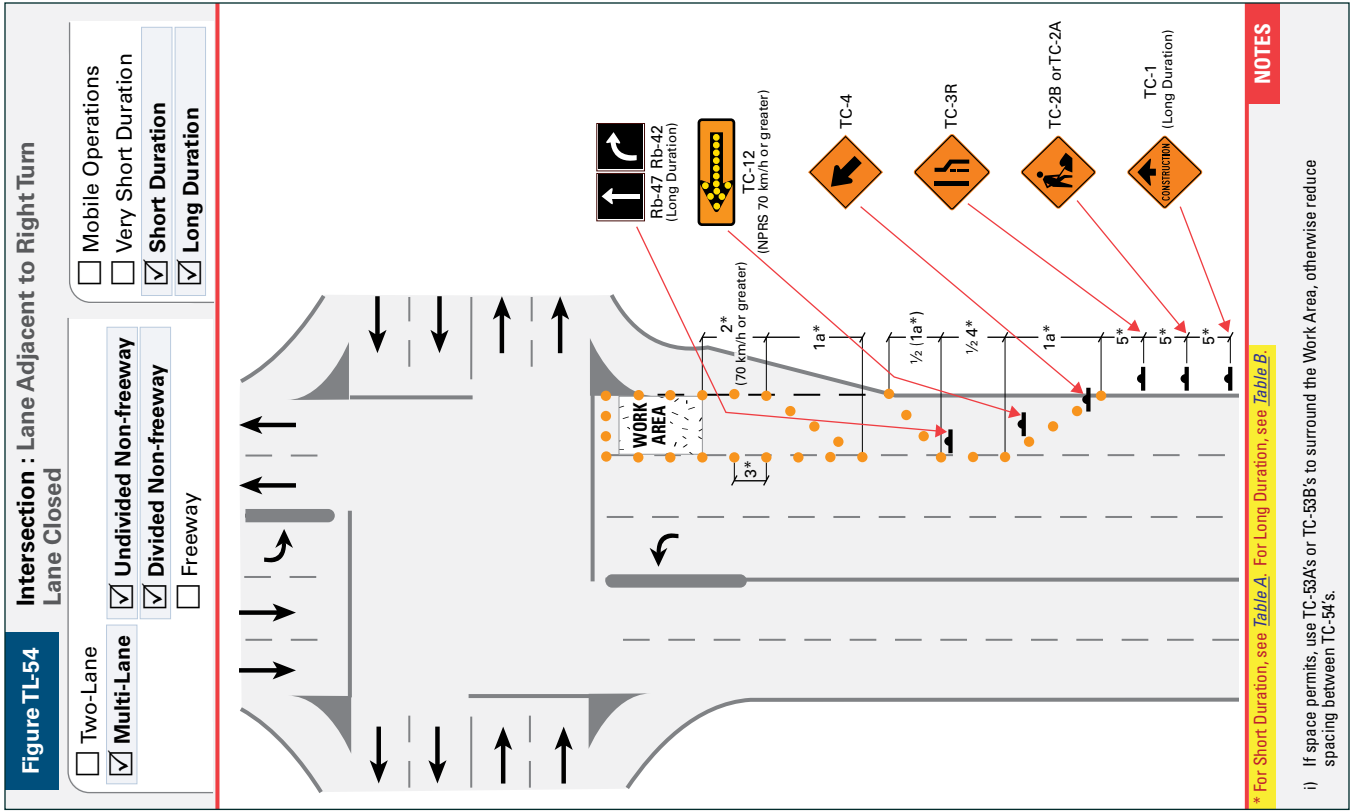 Figure TL-54
Intersection : Lane Adjacent to Right Turn
Lane Closed
Two-Lane
Multi-Lane
Undivided Non-freeway
Divided Non-freeway
Freeway
Mobile Operations
Very Short Duration
Short Duration
Long Duration
Rb-47 Rb-42
(Long Duration)
TC-12
(NPRS 70 km/h or greater)
TC-4
TC-3R
TC-2B or TC-2A
CONSTRUCTION
TC-1
(Long Duration)
WORK
AREA
2*
(70 km/h or greater)
1a*
3*
½ (1a*)
½ 4*
1a*
5*
5*
5*
NOTES
* For Short Duration, see Table A. For Long Duration, see Table B.
i) If space permits, use TC-53A's or TC-53B's to surround the Work Area, otherwise reduce
spacing between TC-54's.